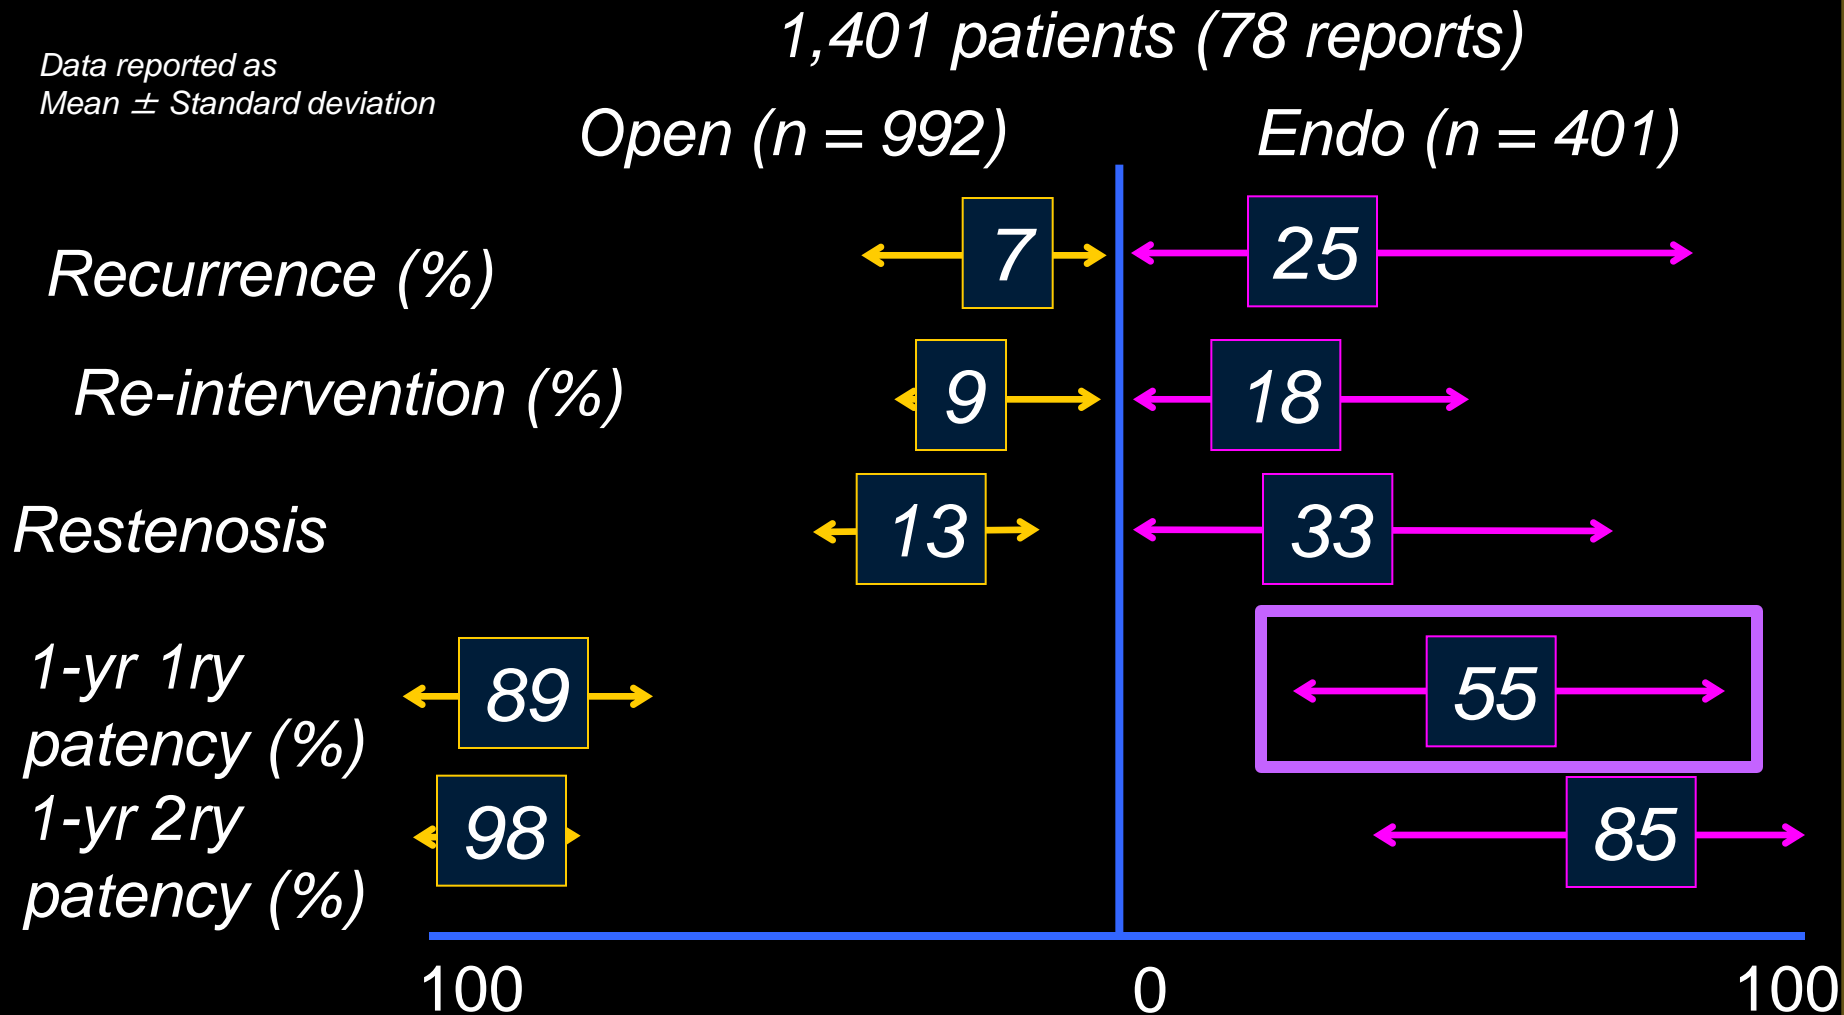 1,401 patients (78 reports)
Data reported as
Mean ± Standard deviation
Open (n = 992)
Endo (n = 401)
Recurrence (%)
7
25
Re-intervention (%)
9
18
Restenosis
13
33
1-yr 1ry
patency (%)
89
55
1-yr 2ry
patency (%)
98
85
100
0
100